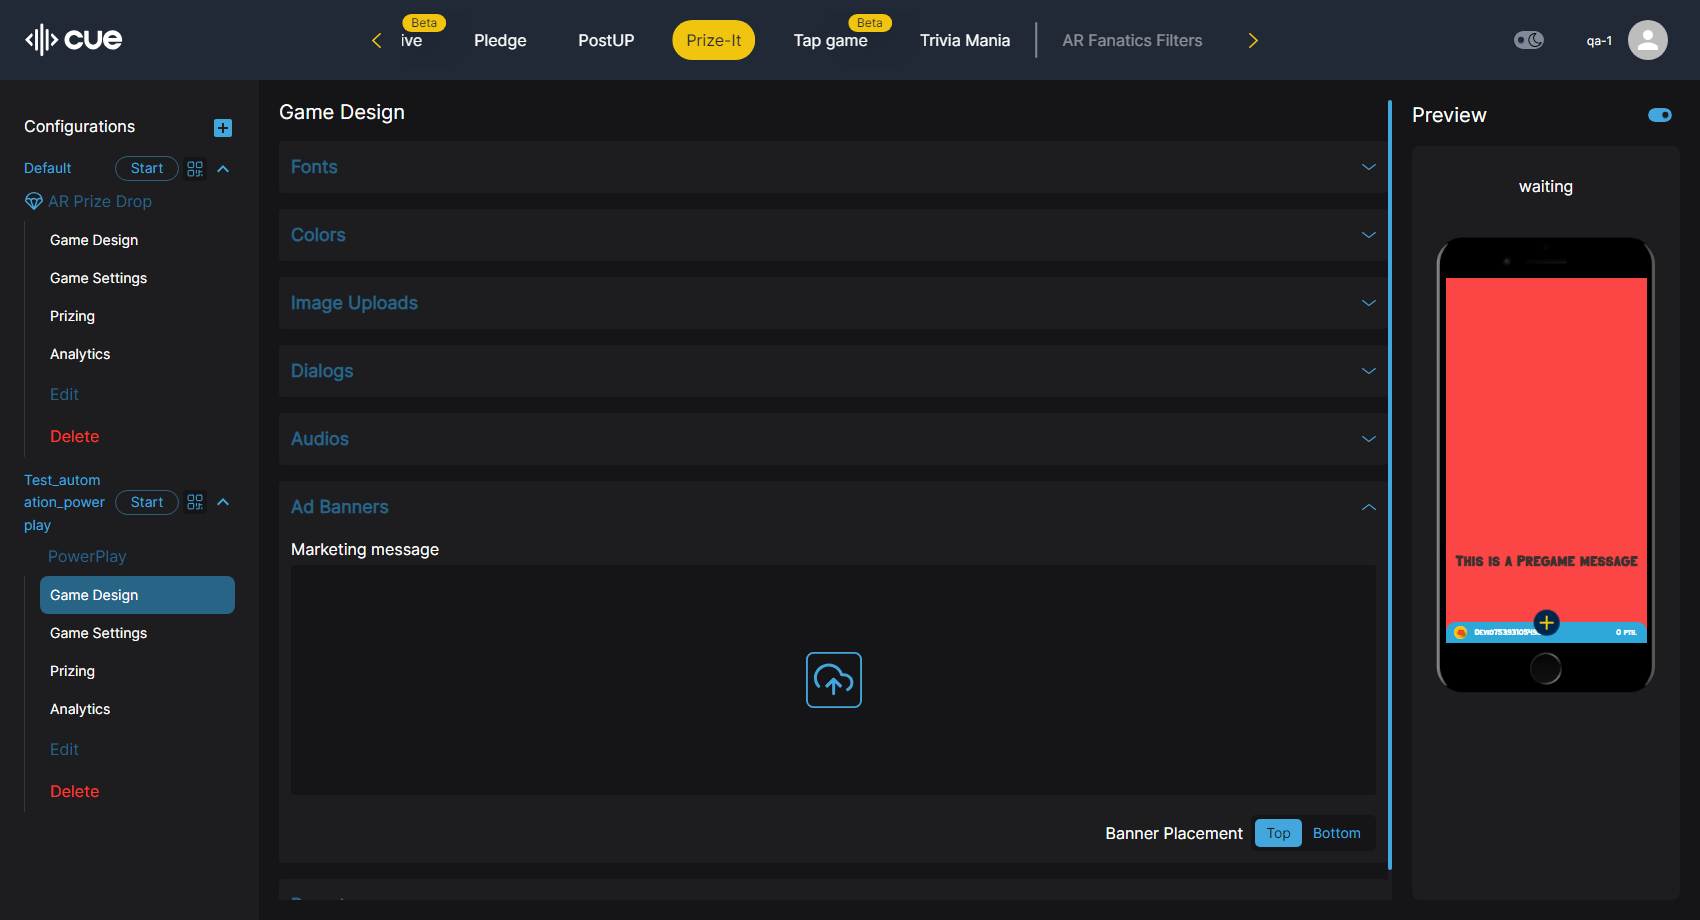 cue
Beta
ive
Pledge
PostUP
Prize-It
Beta
Tap game
Trivia Mania
AR Fanatics Filters
qa-1
Configurations
Default
Start
AR Prize Drop
Game Design
Game Settings
Prizing
Analytics
Edit
Delete
Test_autom
ation_power
play
Start
PowerPlay
Game Design
Game Settings
Prizing
Analytics
Edit
Delete
Game Design
Fonts
Colors
Image Uploads
Dialogs
Audios
Ad Banners
Marketing message
Banner Placement
Top
Bottom
Preview
waiting
This is a Pregame message
0 pts.